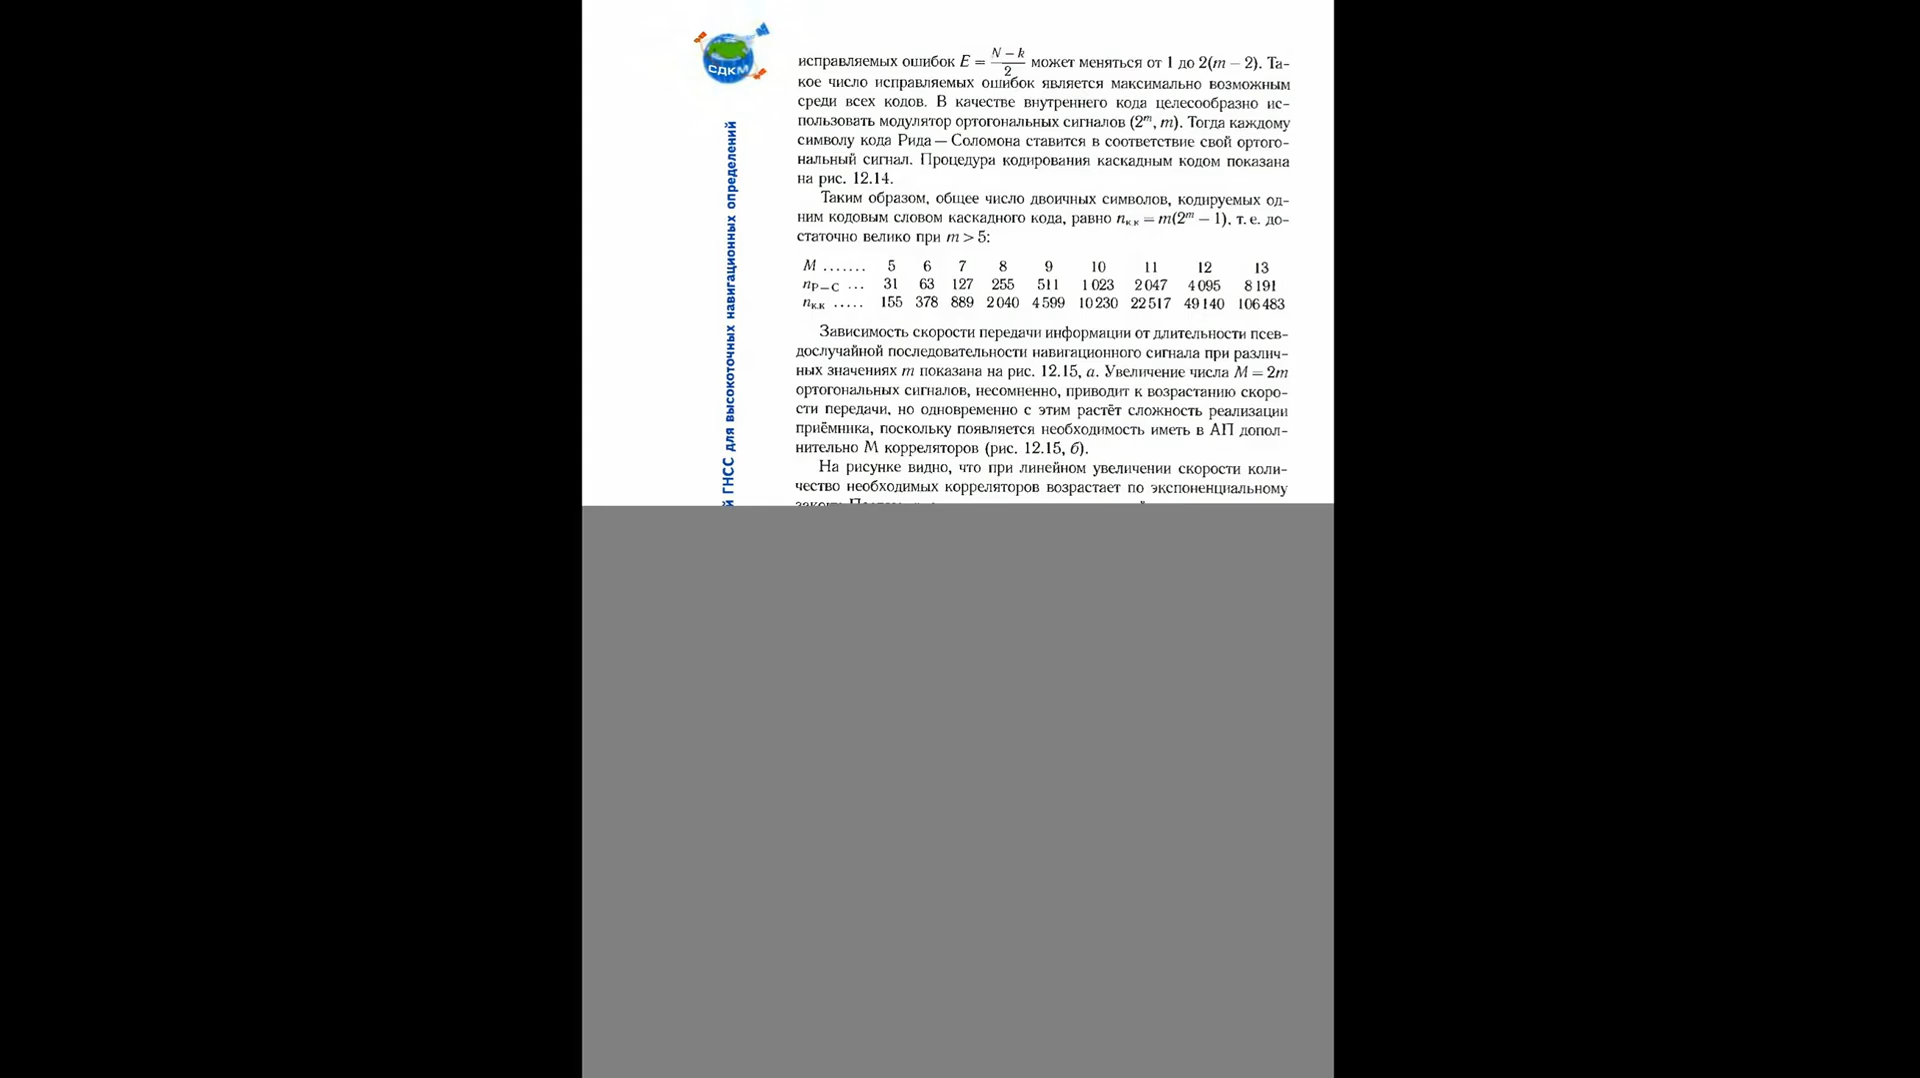 СДКМ
й ГНСС для высокоточных навигационных определений
исправляемых ошибок E = (N – k)/2 может меняться от 1 до 2(m – 2). Та-
кое число исправляемых ошибок является максимально возможным
среди всех кодов. В качестве внутреннего кода целесообразно ис-
пользовать модулятор ортогональных сигналов (2ᵐ, m). Тогда каждому
символу кода Рида — Соломона ставится в соответствие свой ортого-
нальный сигнал. Процедура кодирования каскадным кодом показана
на рис. 12.14.
Таким образом, общее число двоичных символов, кодируемых од-
ним кодовым словом каскадного кода, равно nк к = m(2ᵐ – 1), т. е. до-
статочно велико при m > 5:
M ....... 5 6 7 8 9 10 11 12 13
nР–С ... 31 63 127 255 511 1 023 2 047 4 095 8 191
nк.к ..... 155 378 889 2 040 4 599 10 230 22 517 49 140 106 483
Зависимость скорости передачи информации от длительности псев-
дослучайной последовательности навигационного сигнала при различ-
ных значениях m показана на рис. 12.15, а. Увеличение числа M = 2m
ортогональных сигналов, несомненно, приводит к возрастанию скоро-
сти передачи, но одновременно с этим растёт сложность реализации
приёмника, поскольку появляется необходимость иметь в АП допол-
нительно М корреляторов (рис. 12.15, б).
На рисунке видно, что при линейном увеличении скорости коли-
чество необходимых корреляторов возрастает по экспоненциальному